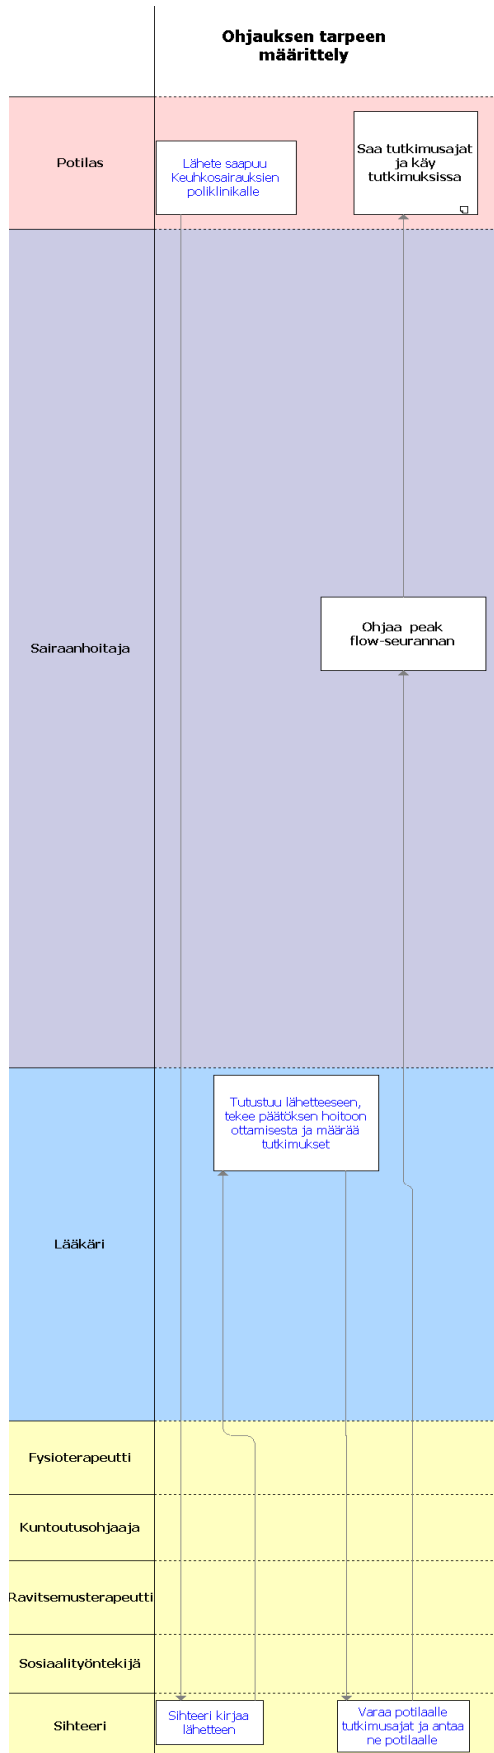 Ohjauksen tarpeen
määrittely
Potilas
Lähete saapuu
Keuhkosairauksien
poliklinikalle
Saa tutkimusajat
ja käy
tutkimuksissa
Sairaanhoitaja
Ohjaa peak
flow-seurannan
Lääkäri
Tutustuu lähetteeseen,
tekee päätöksen hoitoon
ottamisesta ja määrää
tutkimukset
Fysioterapeutti
Kuntoutusohjaaja
Ravitsemusterapeutti
Sosiaalityöntekijä
Sihteeri
Sihteeri kirjaa
lähetteen
Varaa potilaalle
tutkimusajat ja antaa
ne potilaalle